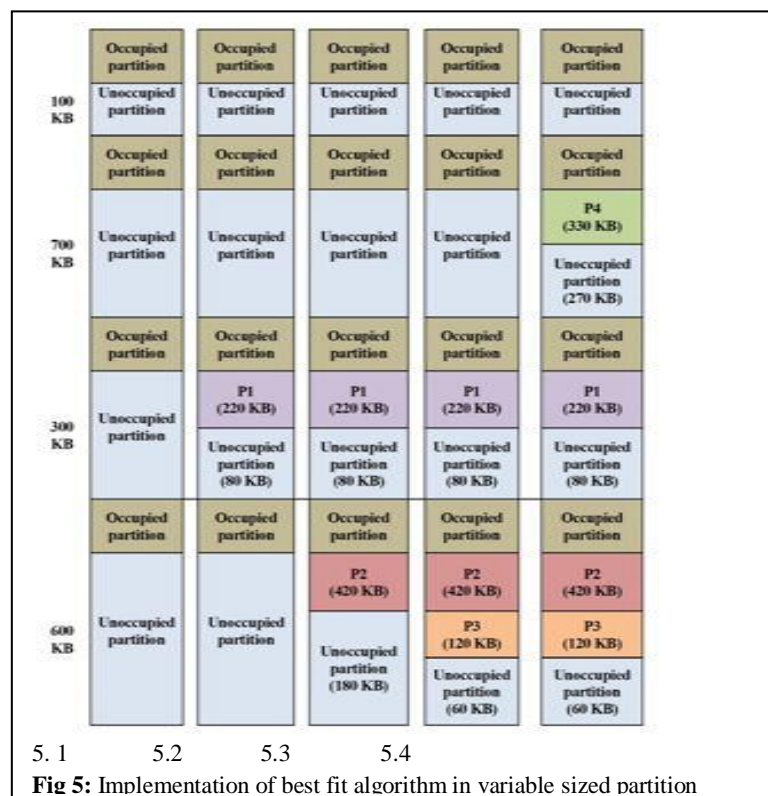 Occupied Occupied Occupied Occupied Occupied
partition partition partition partition partition
100 Unoccupied Unoccupied Unoccupied Unoccupied Unoccupied
KB partition partition partition partition partition
Occupied Occupied Occupied Occupied Occupied
partition partition partition partition partition
P4
(330 KB)
700 Unoccupied Unoccupied Unoccupied Unoccupied
KB partition partition partition partition
Unoccupied
partition
(270 KB)
Occupied Occupied Occupied Occupied Occupied
partition partition partition partition partition
P1 P1 P1 P1
(220 KB) (220 KB) (220 KB) (220 KB)
300 Unoccupied
KB partition
Unoccupied Unoccupied Unoccupied Unoccupied
partition partition partition partition
(80 KB) (80 KB) (80 KB) (80 KB)
Occupied Occupied Occupied Occupied Occupied
partition partition partition partition partition
P2 P2 P2
(420 KB) (420 KB) (420 KB)
600 Unoccupied Unoccupied P3 P3
KB partition partition (120 KB) (120 KB)
Unoccupied
partition
(180 KB)
Unoccupied Unoccupied
partition partition
(60 KB) (60 KB)
5. 1 5.2 5.3 5.4
Fig 5: Implementation of best fit algorithm in variable sized partition